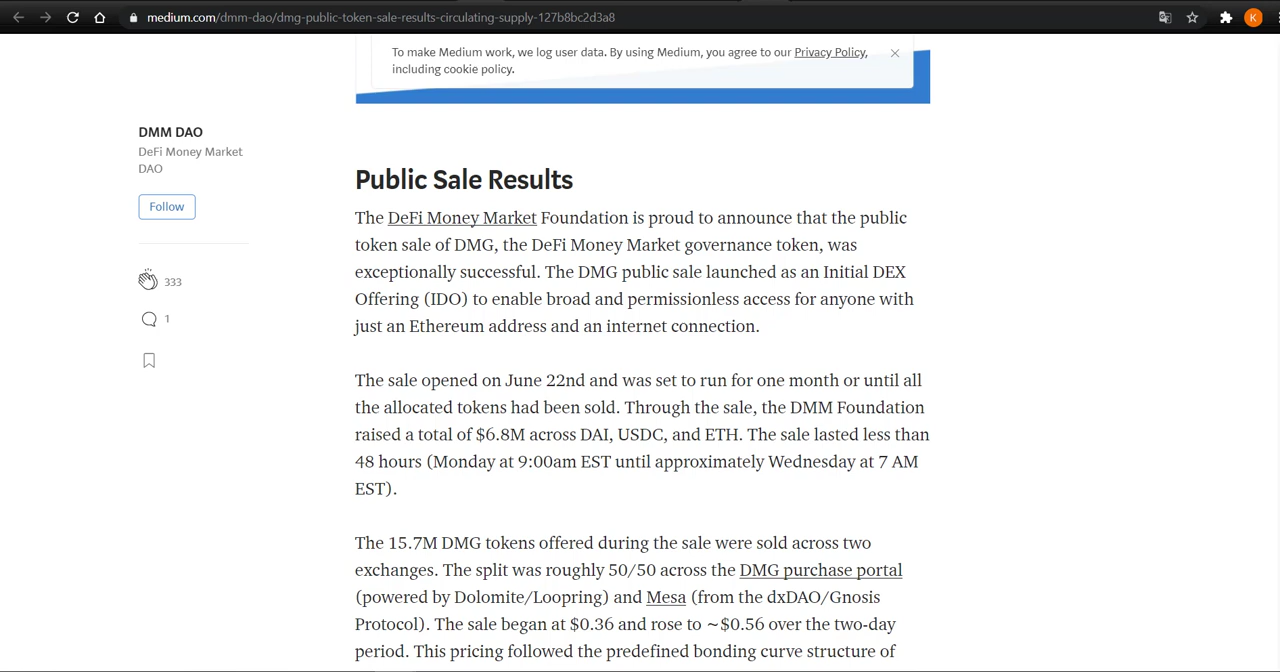 medium.com/dmm-dao/dmg-public-token-sale-results-circulating-supply-127b8bc2d3a8
K
To make Medium work, we log user data. By using Medium, you agree to our Privacy Policy,
including cookie policy.
DMM DAO
DeFi Money Market
DAO
Follow
333
1
Public Sale Results
The DeFi Money Market Foundation is proud to announce that the public
token sale of DMG, the DeFi Money Market governance token, was
exceptionally successful. The DMG public sale launched as an Initial DEX
Offering (IDO) to enable broad and permissionless access for anyone with
just an Ethereum address and an internet connection.
The sale opened on June 22nd and was set to run for one month or until all
the allocated tokens had been sold. Through the sale, the DMM Foundation
raised a total of $6.8M across DAI, USDC, and ETH. The sale lasted less than
48 hours (Monday at 9:00am EST until approximately Wednesday at 7 AM
EST).
The 15.7M DMG tokens offered during the sale were sold across two
exchanges. The split was roughly 50/50 across the DMG purchase portal
(powered by Dolomite/Loopring) and Mesa (from the dxDAO/Gnosis
Protocol). The sale began at $0.36 and rose to ~$0.56 over the two-day
period. This pricing followed the predefined bonding curve structure of